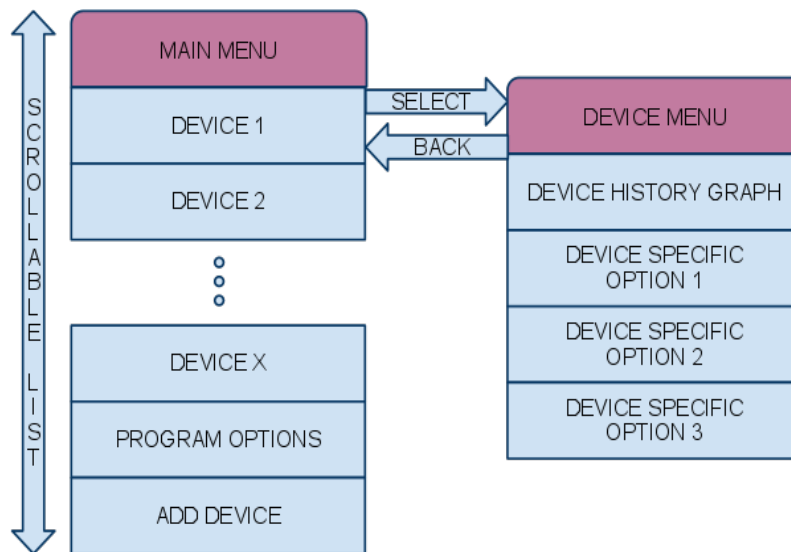 SCROLLABLE LIST
MAIN MENU
DEVICE 1
DEVICE 2
DEVICE X
PROGRAM OPTIONS
ADD DEVICE
SELECT
BACK
DEVICE MENU
DEVICE HISTORY GRAPH
DEVICE SPECIFIC
OPTION 1
DEVICE SPECIFIC
OPTION 2
DEVICE SPECIFIC
OPTION 3